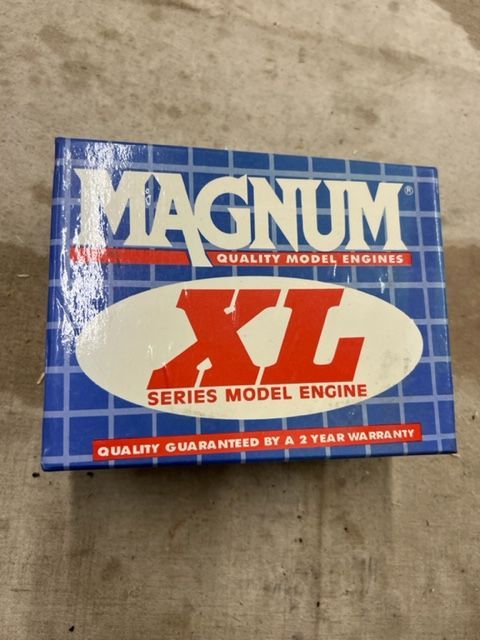 MAGNUM®
QUALITY MODEL ENGINES
XL
SERIES MODEL ENGINE
QUALITY GUARANTEED BY A 2 YEAR WARRANTY